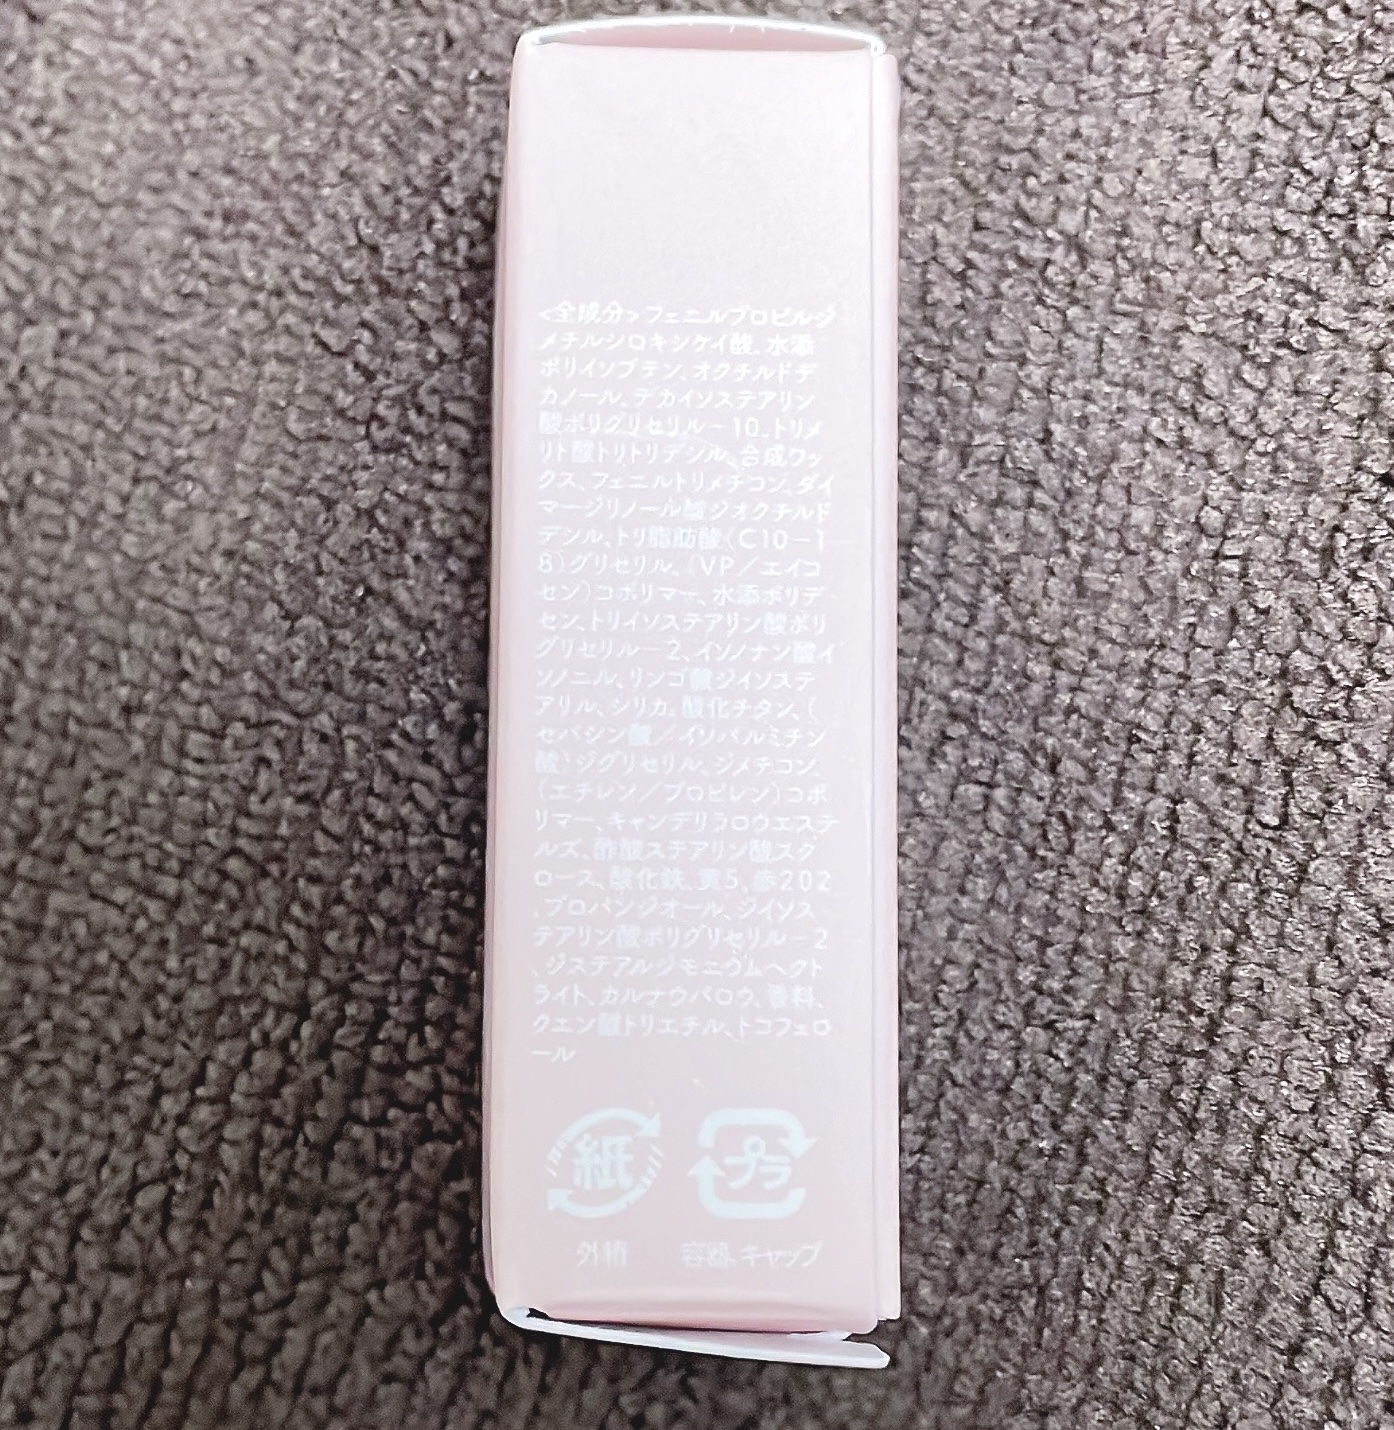 <全成分>フェニルプロピルジ
メチルシロキシケイ酸、水添
ポリイソブテン、オクチルドデ
カノール、デカイソステアリン
酸ポリグリセリル－10、トリメ
リト酸トリトリデシル、合成ワッ
クス、フェニルトリメチコン、ダイ
マージリノール酸ジオクチルド
デシル、トリ脂肪酸(C10－1
8)グリセリル、(VP／エイコ
セン)コポリマー、水添ポリデ
セン、トリイソステアリン酸ポリ
グリセリル－2、イソノナン酸イ
ソノニル、リンゴ酸ジイソステ
アリル、シリカ、酸化チタン、(
セバシン酸／イソパルミチン
酸)ジグリセリル、ジメチコン、
(エチレン／プロピレン)コポ
リマー、キャンデリラロウエステ
ルズ、酢酸ステアリン酸スク
ロース、酸化鉄、黄5、赤202
、プロパンジオール、ジイソス
テアリン酸ポリグリセリル－2
、ジステアルジモニウムヘクト
ライト、カルナウバロウ、香料、
クエン酸トリエチル、トコフェロ
ール
紙 プラ
外箱 容器、キャップ